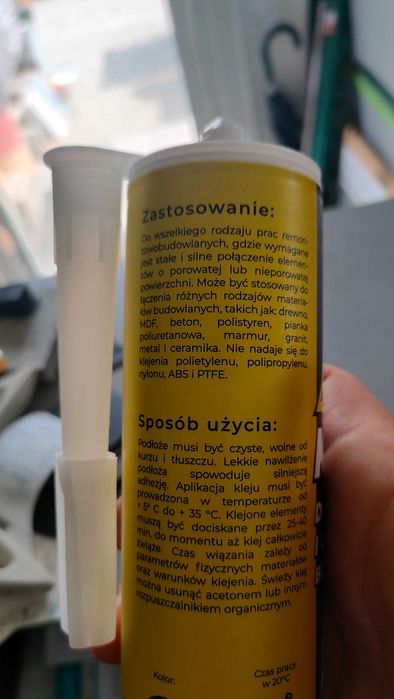 Zastosowanie:
Do wszelkiego rodzaju prac remon-
towobudowlanych, gdzie wymagane
jest stałe i silne połączenie elemen-
tów o porowatej lub nieporowatej
powierzchni. Może być stosowany do
łączenia różnych rodzajów materia-
łów budowlanych, takich jak: drewno,
MDF, beton, polistyren, pianka
poliuretanowa, marmur, granit,
metal i ceramika. Nie nadaje się do
klejenia polietylenu, polipropylenu,
nylonu, ABS i PTFE.
Sposób użycia:
Podłoże musi być czyste, wolne od
kurzu i tłuszczu. Lekkie nawilżenie
podłoża spowoduje silniejszą
adhezję. Aplikacja kleju musi być
prowadzona w temperaturze od
+ 5° C do + 35 °C. Klejone elementy
muszą być dociskane przez 25-40
min, do momentu aż klej całkowicie
zwiąże. Czas wiązania zależy od
parametrów fizycznych materiałów
oraz warunków klejenia. Świeży klej
można usunąć acetonem lub innym
rozpuszczalnikiem organicznym.
Kolor:
Czas pracy
w 20°C